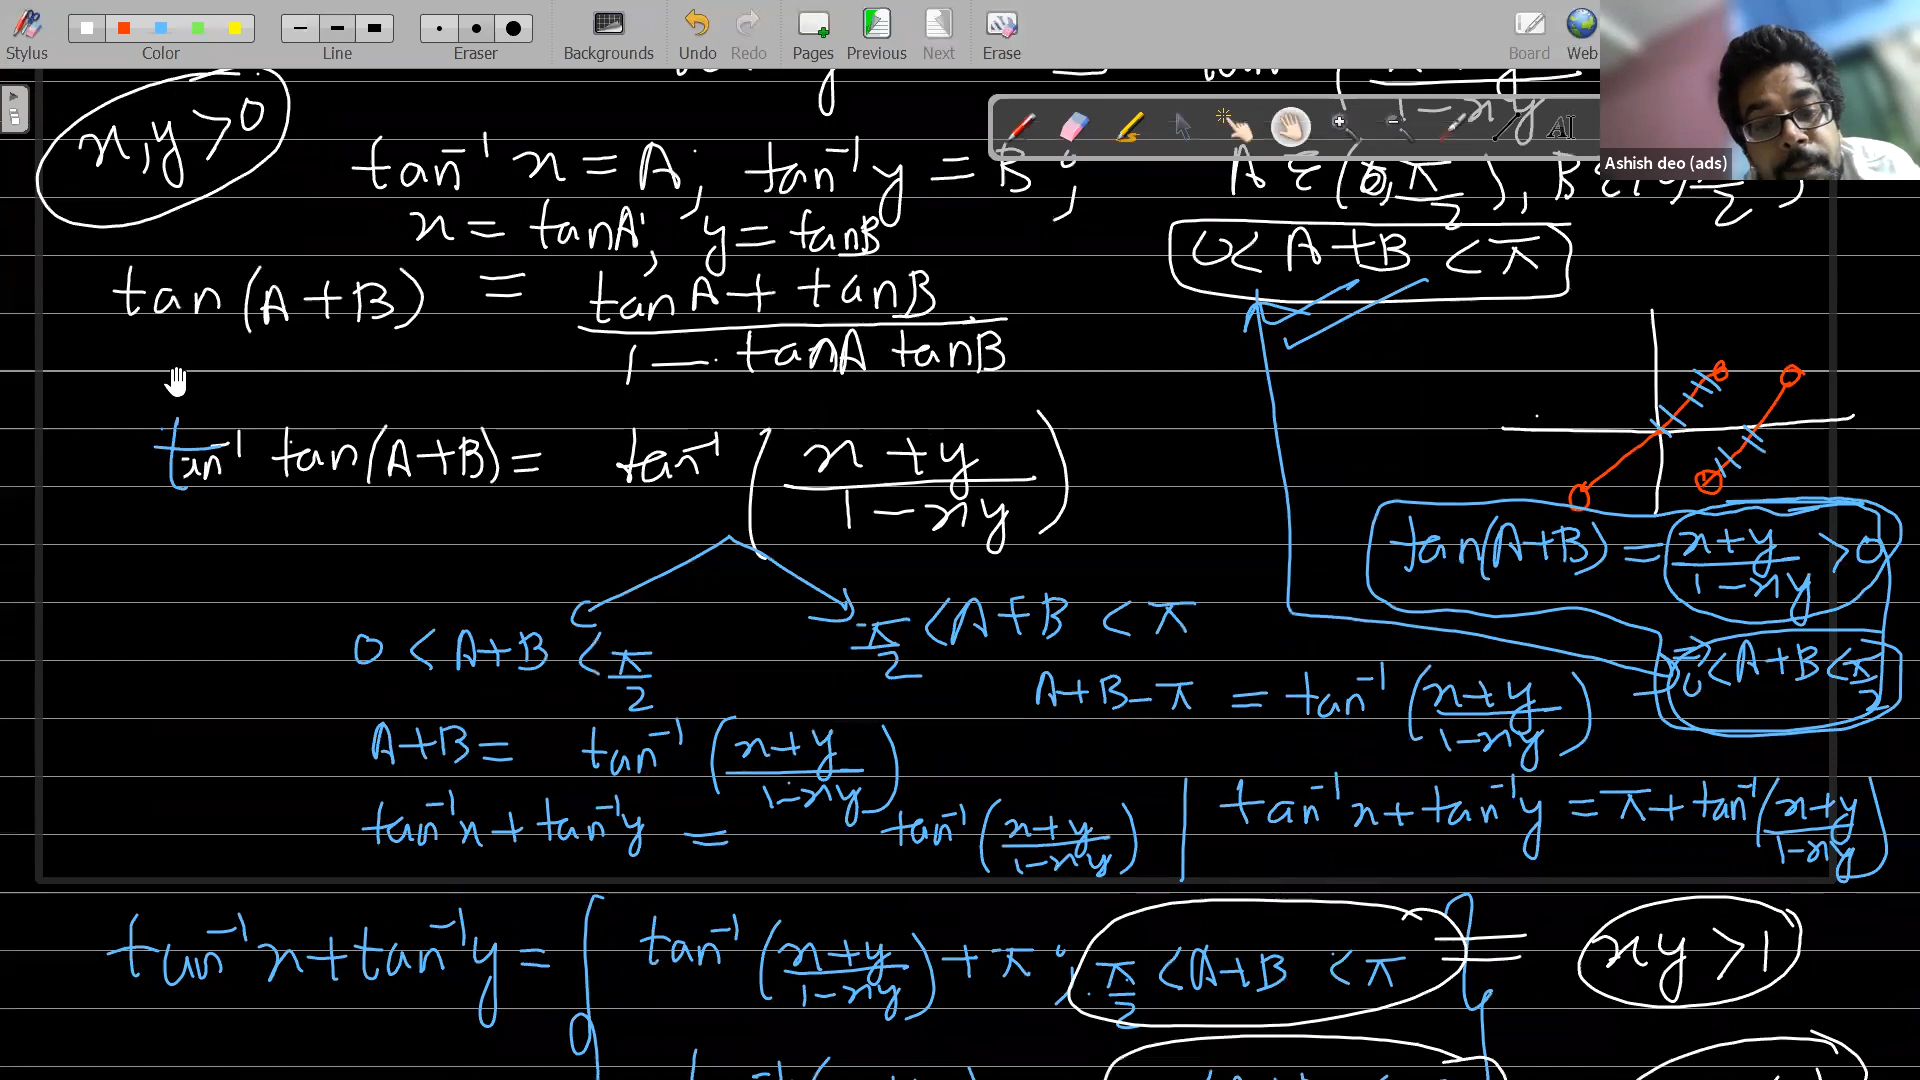 Stylus Color Line Eraser Backgrounds Undo Redo Pages Previous Next Erase Board Web
Ashish deo (ads)
1-xy
x,y>0
tan⁻¹x = A; tan⁻¹y = B ;
x = tanA; y = tanB
0< A+B <π
tan(A+B) = (tanA + tanB)/(1 - tanA tanB)
tan⁻¹ tan(A+B) = tan⁻¹((x+y)/(1-xy))
tan(A+B) = (x+y)/(1-xy) >0
0 < A+B < π/2
π/2 < A+B < π
⇒ 0<A+B<π/2
A+B-π = tan⁻¹((x+y)/(1-xy))
A+B = tan⁻¹((x+y)/(1-xy))
tan⁻¹x + tan⁻¹y = tan⁻¹((x+y)/(1-xy))
tan⁻¹x + tan⁻¹y = π + tan⁻¹((x+y)/(1-xy))
tan⁻¹x + tan⁻¹y = { tan⁻¹((x+y)/(1-xy)) + π ; π/2 < A+B < π = xy >1